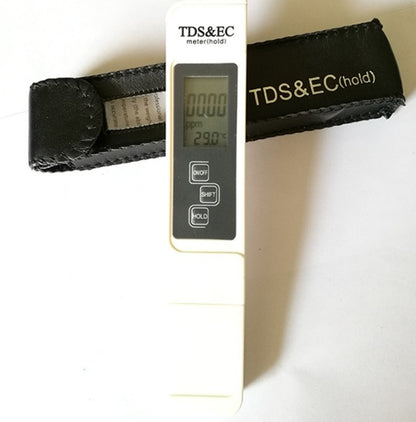 TDS&EC
meter(hold)
0000
ppm
29.0°C
ON/OFF
SHIFT
HOLD
TDS&EC(hold)